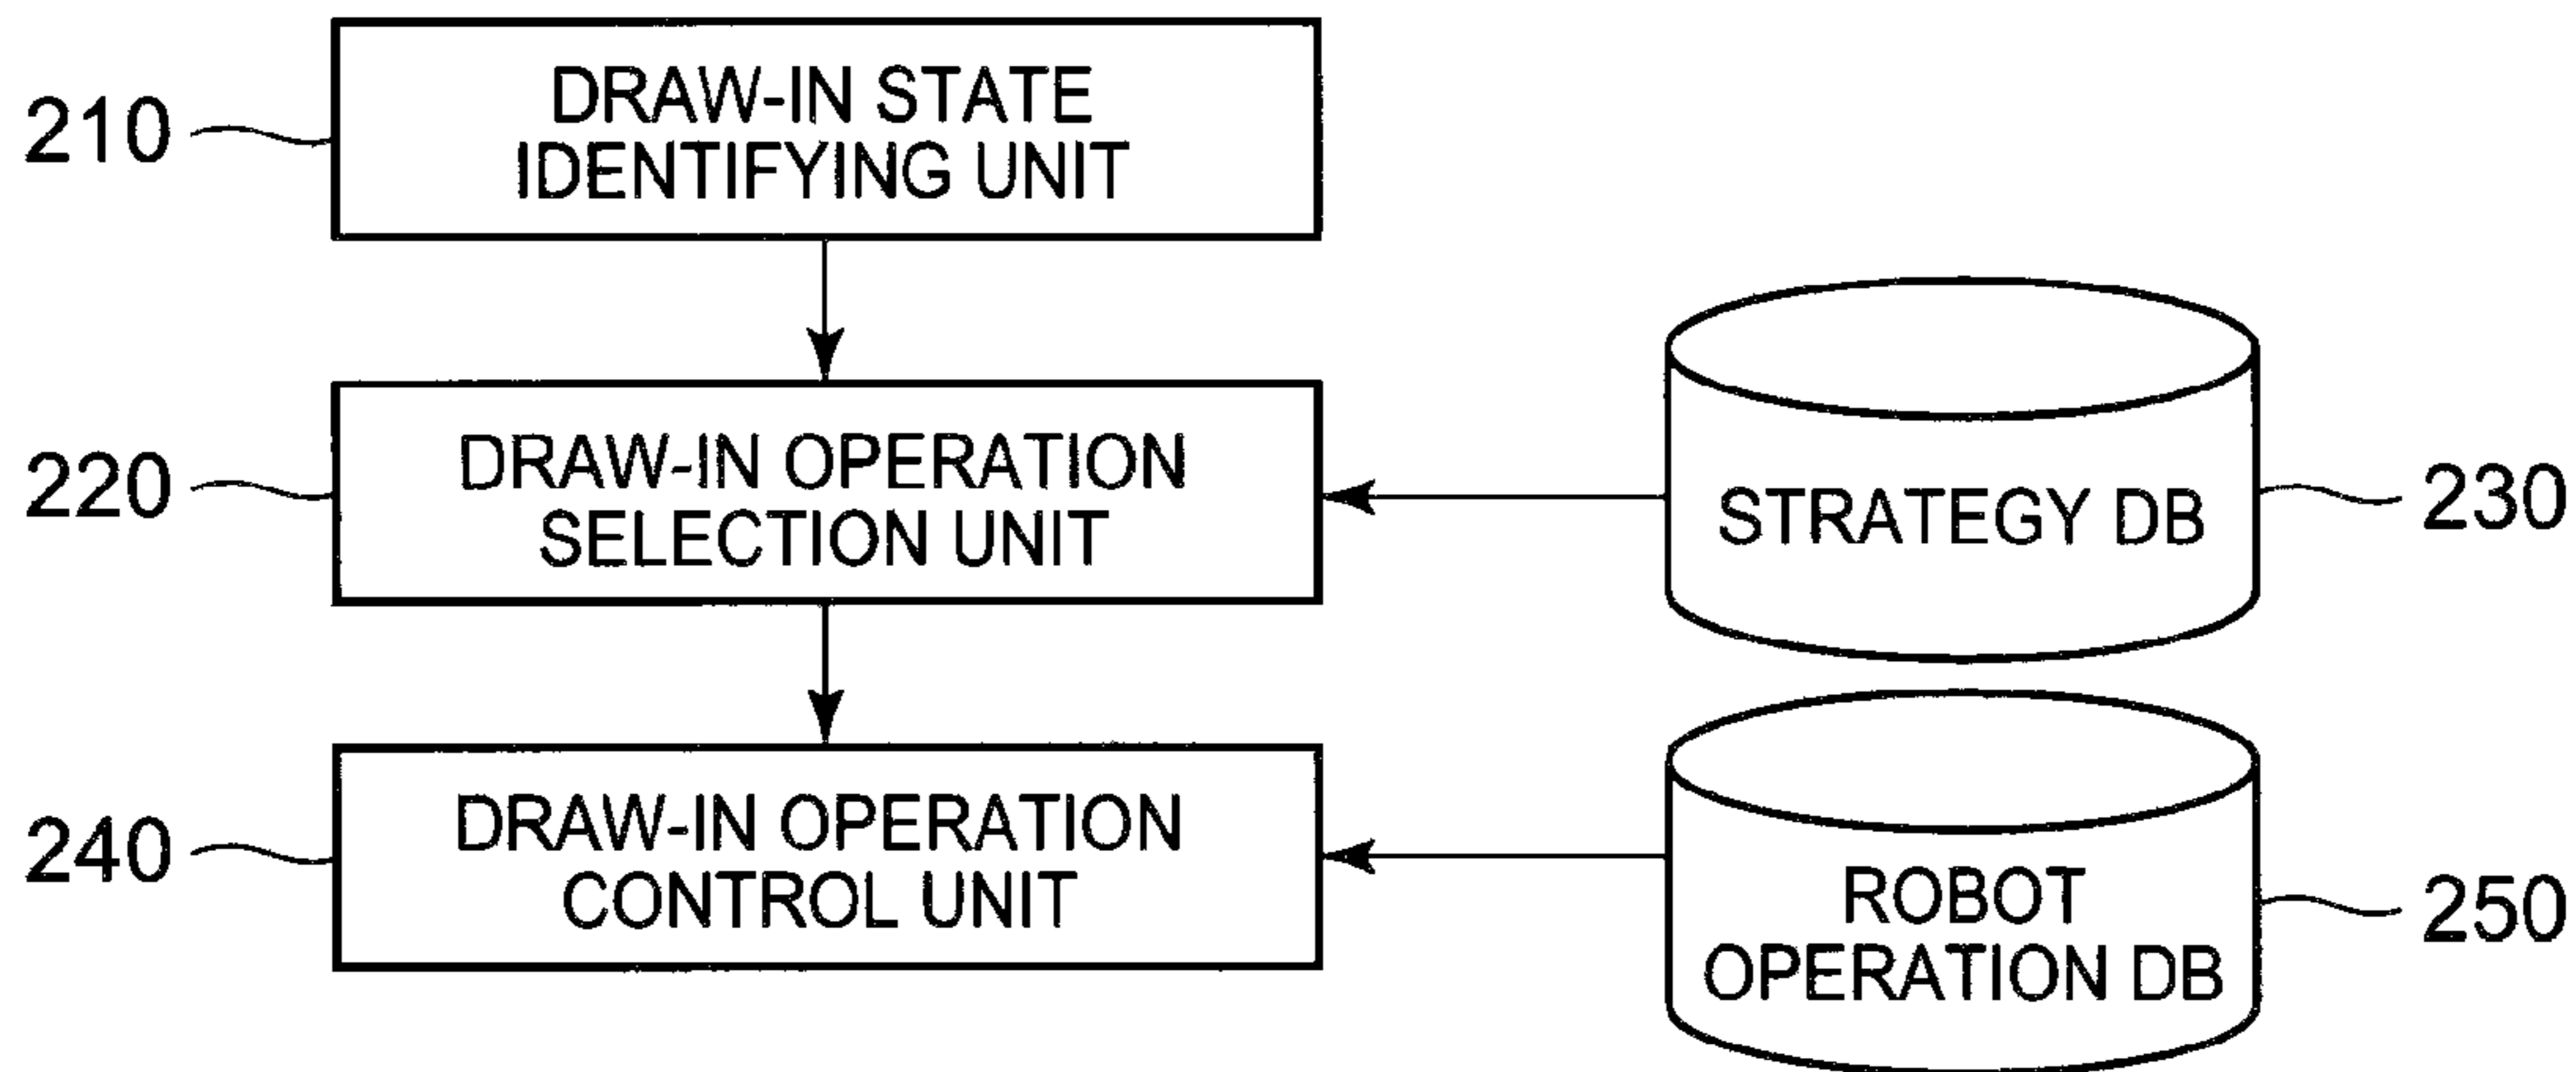 210
DRAW-IN STATE
IDENTIFYING UNIT
220
DRAW-IN OPERATION
SELECTION UNIT
STRATEGY DB
230
240
DRAW-IN OPERATION
CONTROL UNIT
ROBOT
OPERATION DB
250